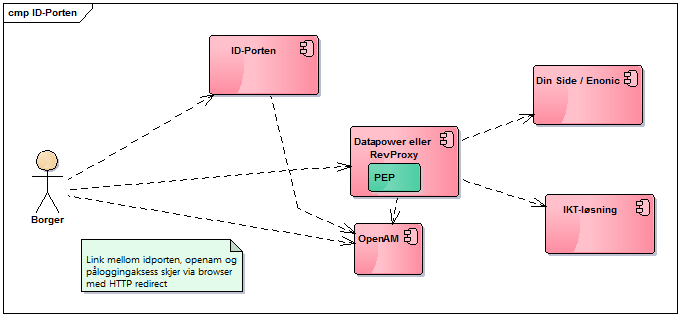 cmp ID-Porten
ID-Porten
Din Side / Enonic
Datapower eller
RevProxy
PEP
Borger
IKT-løsning
OpenAM
Link mellom idporten, openam og
påloggingaksess skjer via browser
med HTTP redirect